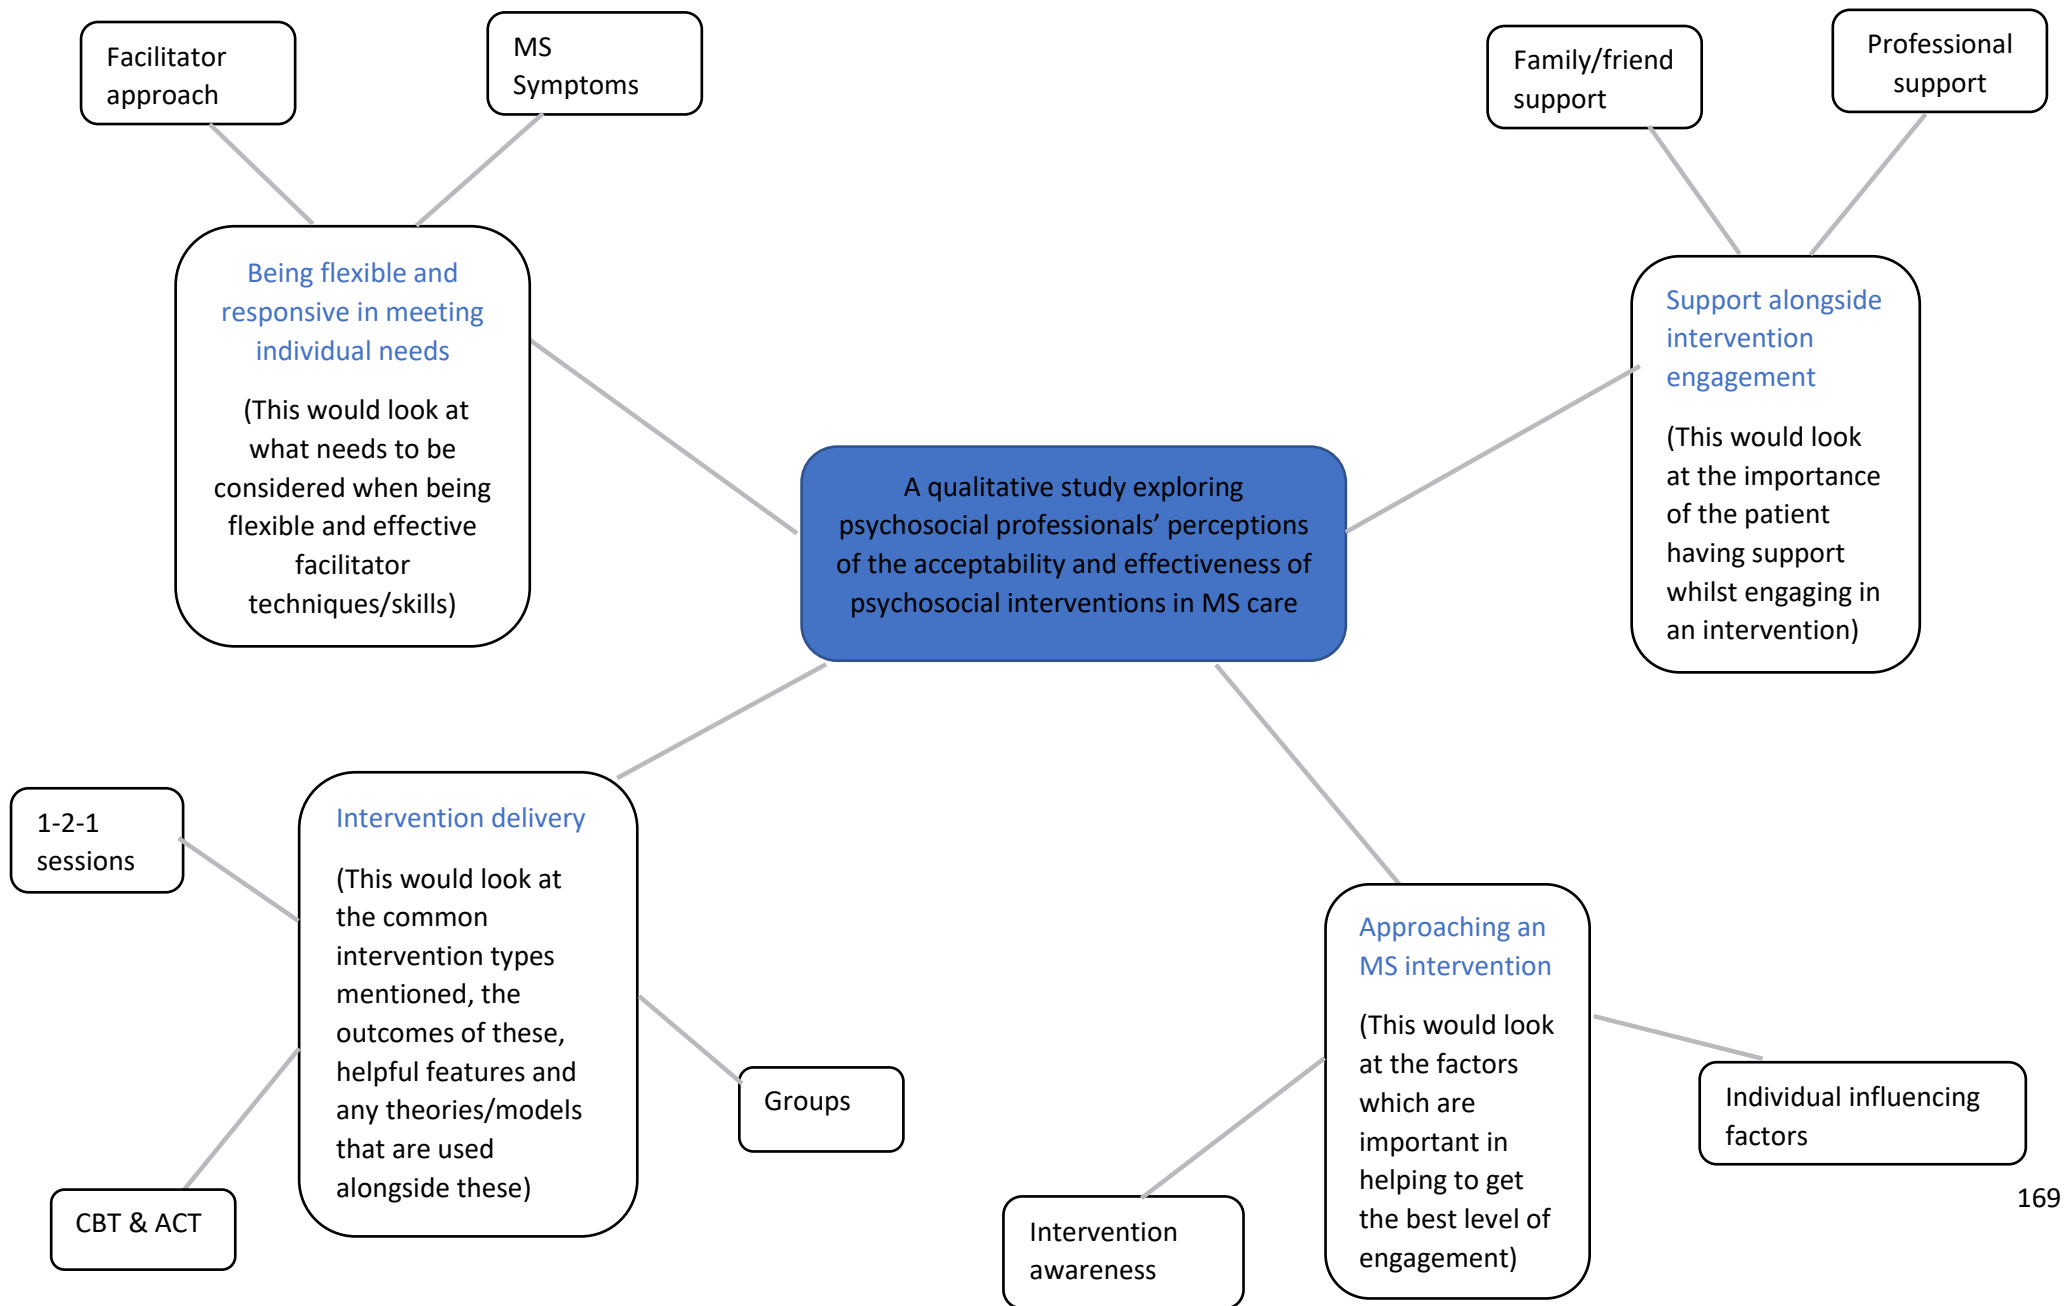 Facilitator
approach
MS
Symptoms
Family/friend
support
Professional
support
Being flexible and
responsive in meeting
individual needs
(This would look at
what needs to be
considered when being
flexible and effective
facilitator
techniques/skills)
Support alongside
intervention
engagement
(This would look
at the importance
of the patient
having support
whilst engaging in
an intervention)
A qualitative study exploring
psychosocial professionals’ perceptions
of the acceptability and effectiveness of
psychosocial interventions in MS care
1-2-1
sessions
Intervention delivery
(This would look at
the common
intervention types
mentioned, the
outcomes of these,
helpful features and
any theories/models
that are used
alongside these)
Groups
CBT & ACT
Approaching an
MS intervention
(This would look
at the factors
which are
important in
helping to get
the best level of
engagement)
Individual influencing
factors
Intervention
awareness
169